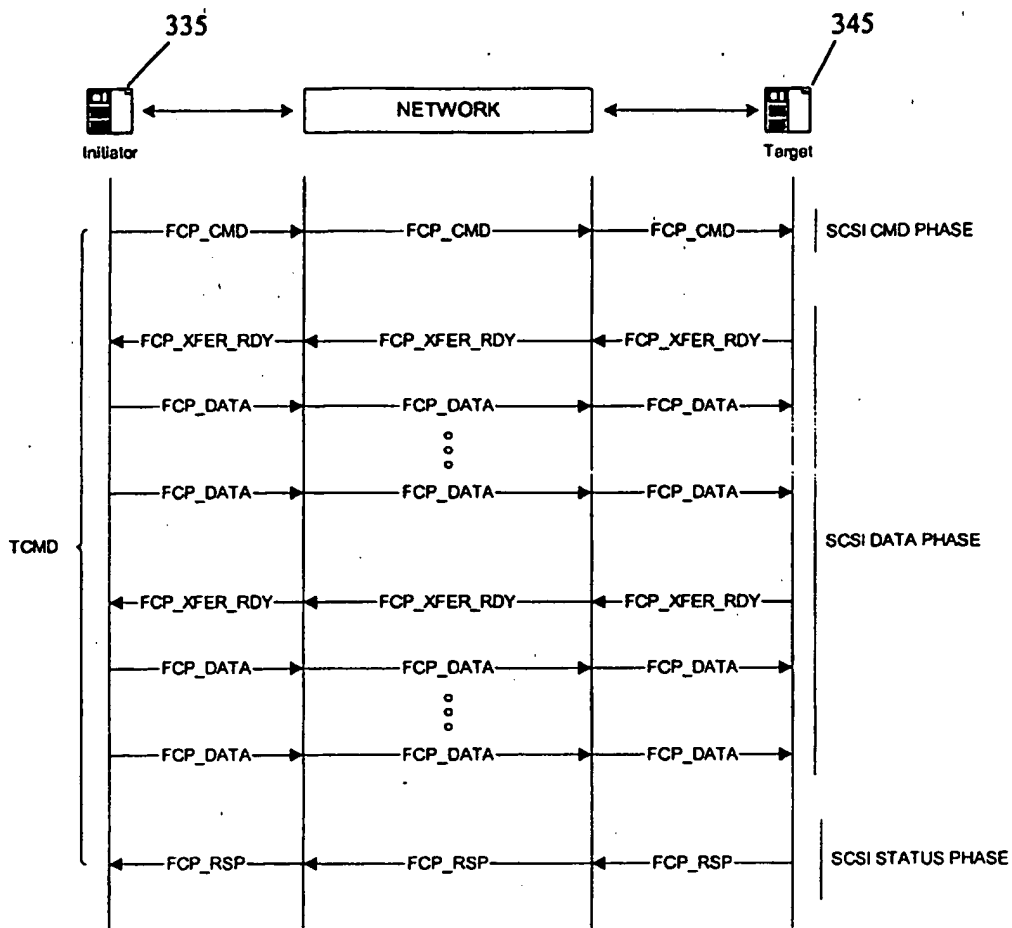 335
345
NETWORK
Initiator
Target
FCP_CMD FCP_CMD FCP_CMD SCSI CMD PHASE
FCP_XFER_RDY FCP_XFER_RDY FCP_XFER_RDY
FCP_DATA FCP_DATA FCP_DATA
FCP_DATA FCP_DATA FCP_DATA
TCMD SCSI DATA PHASE
FCP_XFER_RDY FCP_XFER_RDY FCP_XFER_RDY
FCP_DATA FCP_DATA FCP_DATA
FCP_DATA FCP_DATA FCP_DATA
FCP_RSP FCP_RSP FCP_RSP SCSI STATUS PHASE